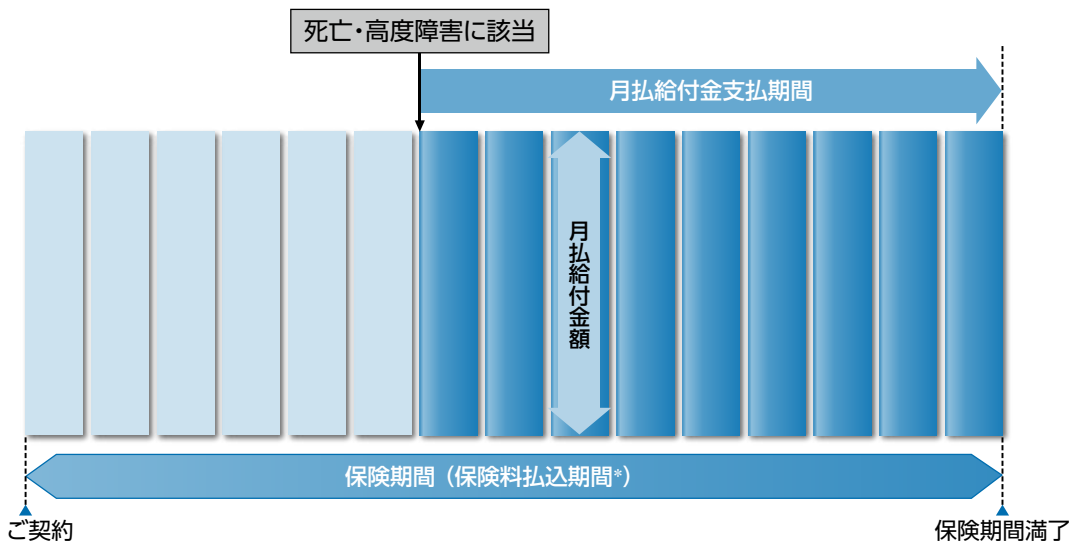 死亡・高度障害に該当
月払給付金支払期間
月払給付金額
保険期間（保険料払込期間*）
ご契約
保険期間満了